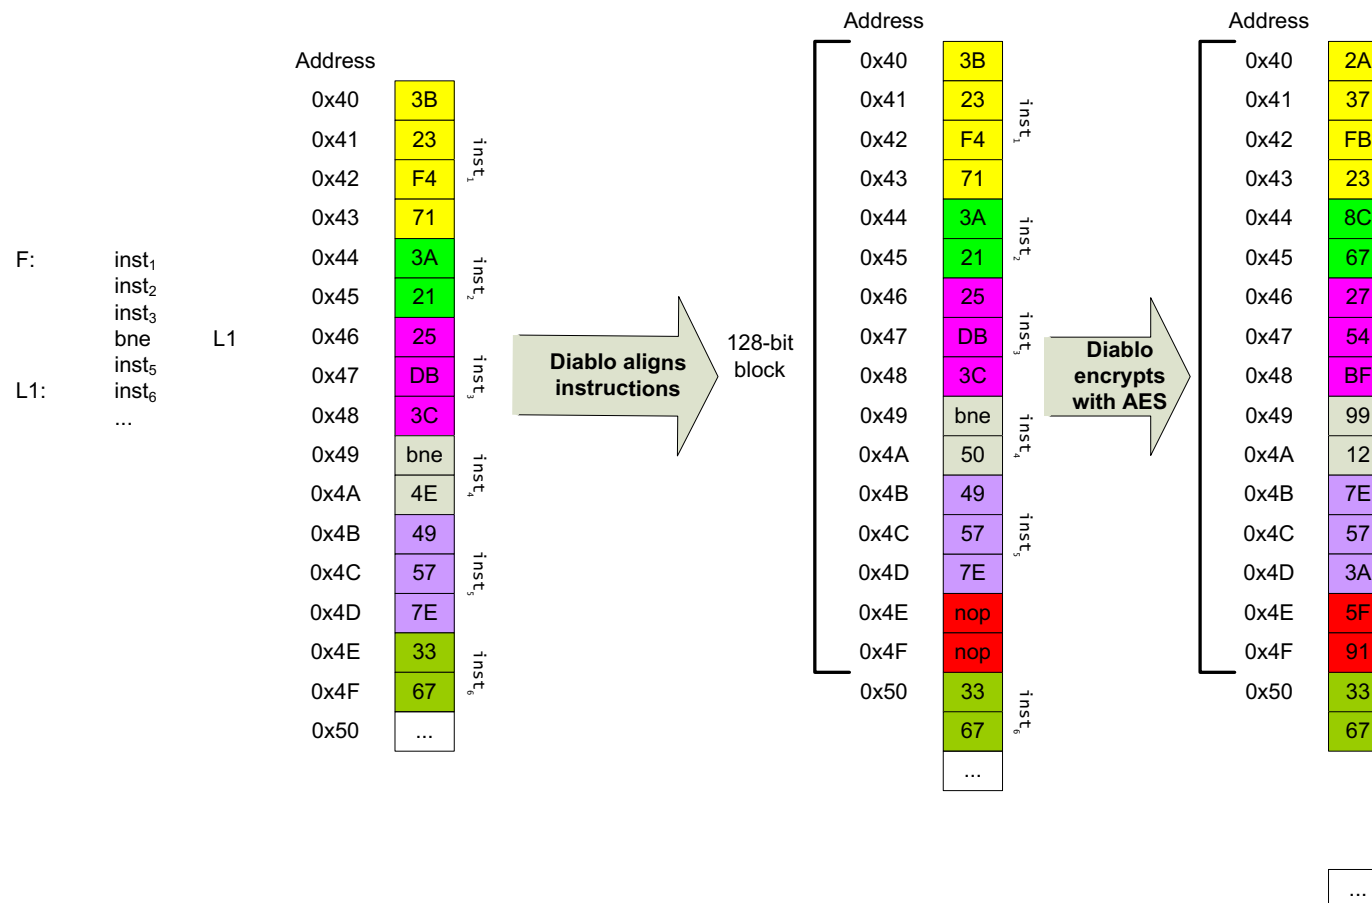 F: inst₁
inst₂
inst₃
bne L1
inst₅
L1: inst₆
...
Address
0x40 3B
0x41 23
0x42 F4
0x43 71
inst₁
0x44 3A
0x45 21
inst₂
0x46 25
0x47 DB
0x48 3C
inst₃
0x49 bne
0x4A 4E
inst₄
0x4B 49
0x4C 57
0x4D 7E
inst₅
0x4E 33
0x4F 67
inst₆
0x50 ...
Diablo aligns
instructions
128-bit
block
Address
0x40 3B
0x41 23
0x42 F4
0x43 71
inst₁
0x44 3A
0x45 21
inst₂
0x46 25
0x47 DB
0x48 3C
inst₃
0x49 bne
0x4A 50
inst₄
0x4B 49
0x4C 57
0x4D 7E
inst₅
0x4E nop
0x4F nop
0x50 33
67
inst₆
...
Diablo
encrypts
with AES
Address
0x40 2A
0x41 37
0x42 FB
0x43 23
0x44 8C
0x45 67
0x46 27
0x47 54
0x48 BF
0x49 99
0x4A 12
0x4B 7E
0x4C 57
0x4D 3A
0x4E 5F
0x4F 91
0x50 33
67
...